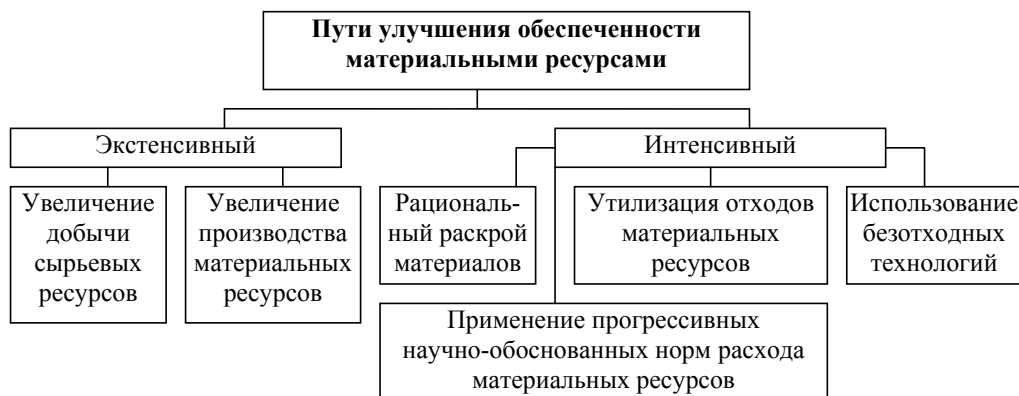 Пути улучшения обеспеченности
материальными ресурсами
Экстенсивный
Интенсивный
Увеличение
добычи
сырьевых
ресурсов
Увеличение
производства
материальных
ресурсов
Рациональ-
ный раскрой
материалов
Утилизация отходов
материальных
ресурсов
Использование
безотходных
технологий
Применение прогрессивных
научно-обоснованных норм расхода
материальных ресурсов